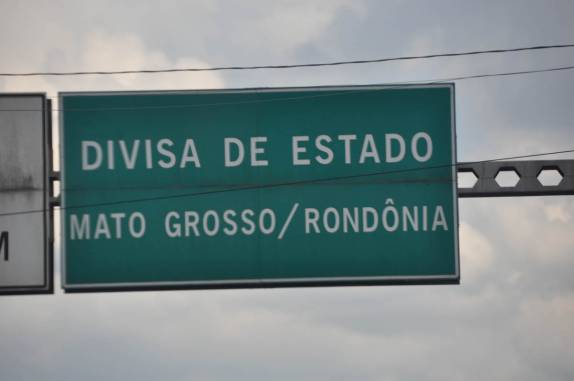 DIVISA DE ESTADO
MATO GROSSO/RONDÔNIA
M